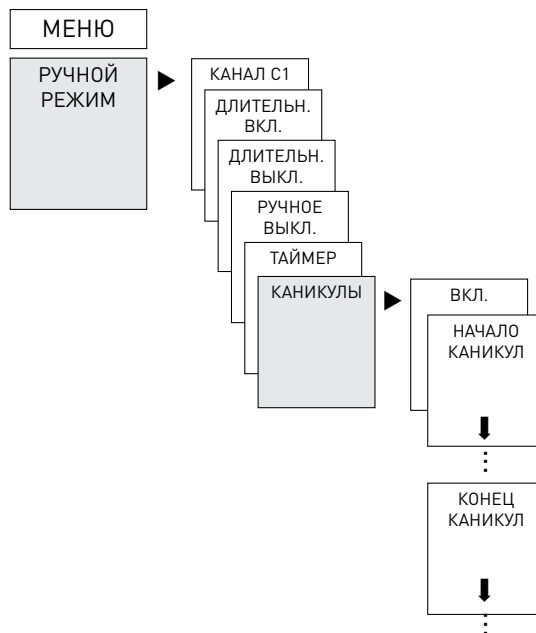 МЕНЮ
РУЧНОЙ
РЕЖИМ
КАНАЛ C1
ДЛИТЕЛЬН.
ВКЛ.
ДЛИТЕЛЬН.
ВЫКЛ.
РУЧНОЕ
ВЫКЛ.
ТАЙМЕР
КАНИКУЛЫ
ВКЛ.
НАЧАЛО
КАНИКУЛ
КОНЕЦ
КАНИКУЛ